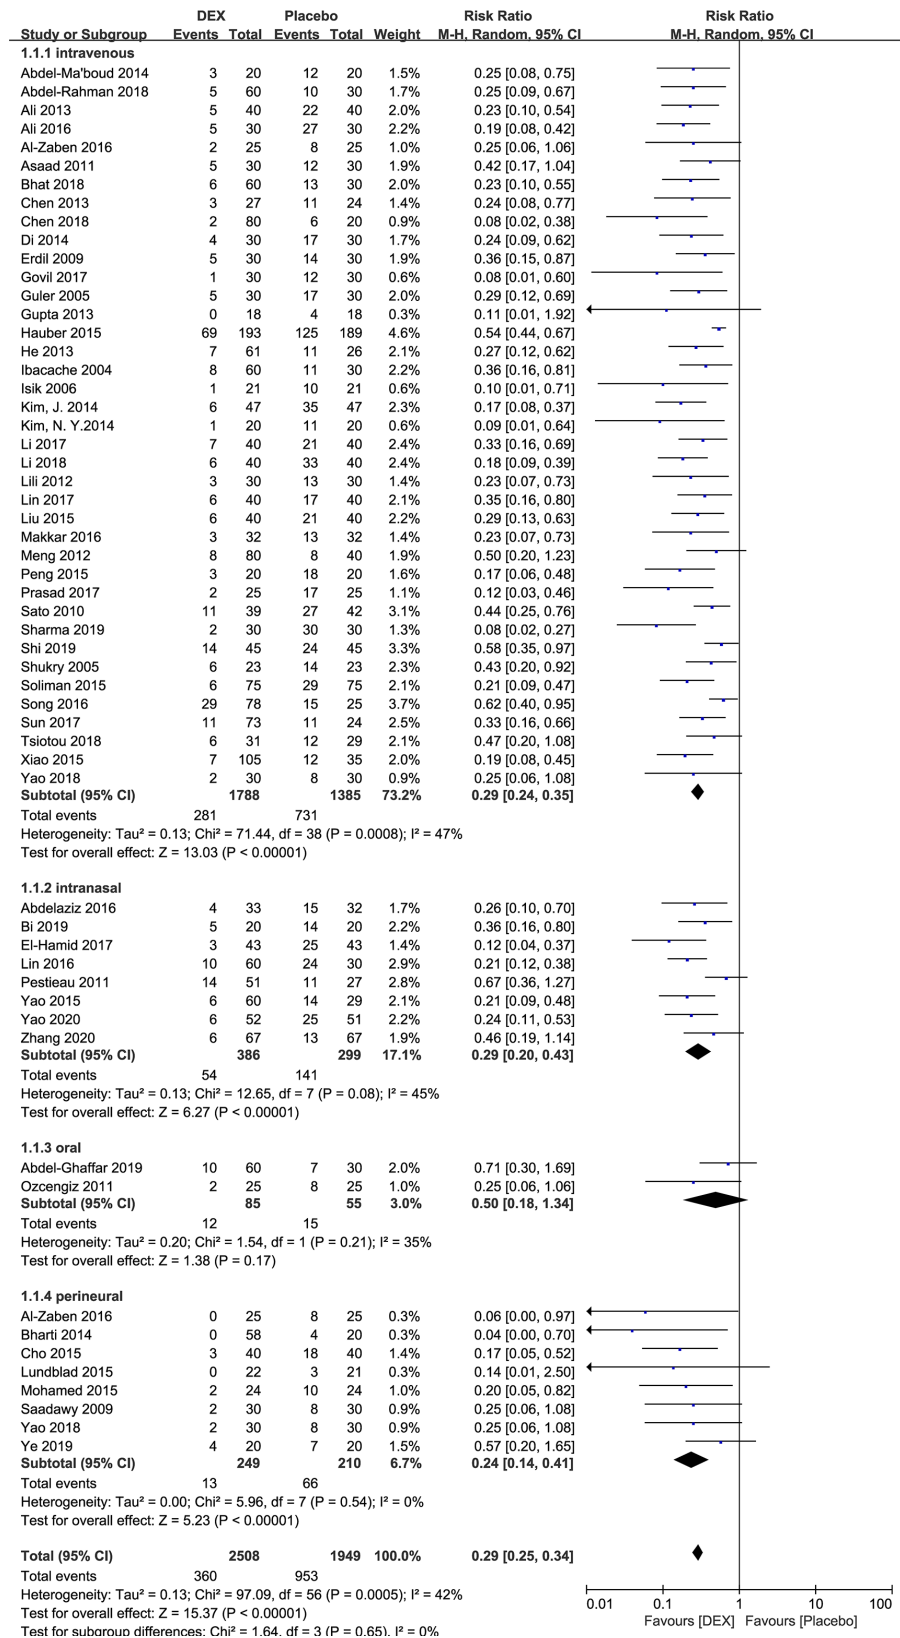 DEX Placebo Risk Ratio Risk Ratio
Study or Subgroup Events Total Events Total Weight M-H, Random, 95% CI M-H, Random, 95% CI
1.1.1 intravenous
Abdel-Ma'boud 2014 3 20 12 20 1.5% 0.25 [0.08, 0.75]
Abdel-Rahman 2018 5 60 10 30 1.7% 0.25 [0.09, 0.67]
Ali 2013 5 40 22 40 2.0% 0.23 [0.10, 0.54]
Ali 2016 5 30 27 30 2.2% 0.19 [0.08, 0.42]
Al-Zaben 2016 2 25 8 25 1.0% 0.25 [0.06, 1.06]
Asaad 2011 5 30 12 30 1.9% 0.42 [0.17, 1.04]
Bhat 2018 6 60 13 30 2.0% 0.23 [0.10, 0.55]
Chen 2013 3 27 11 24 1.4% 0.24 [0.08, 0.77]
Chen 2018 2 80 6 20 0.9% 0.08 [0.02, 0.38]
Di 2014 4 30 17 30 1.7% 0.24 [0.09, 0.62]
Erdil 2009 5 30 14 30 1.9% 0.36 [0.15, 0.87]
Govil 2017 1 30 12 30 0.6% 0.08 [0.01, 0.60]
Guler 2005 5 30 17 30 2.0% 0.29 [0.12, 0.69]
Gupta 2013 0 18 4 18 0.3% 0.11 [0.01, 1.92]
Hauber 2015 69 193 125 189 4.6% 0.54 [0.44, 0.67]
He 2013 7 61 11 26 2.1% 0.27 [0.12, 0.62]
Ibacache 2004 8 60 11 30 2.1% 0.36 [0.16, 0.81]
Isik 2006 1 21 10 21 0.6% 0.10 [0.01, 0.71]
Kim, J. 2014 6 47 35 47 2.3% 0.17 [0.08, 0.37]
Kim, N. Y.2014 1 20 11 20 0.6% 0.09 [0.01, 0.64]
Li 2017 7 40 21 40 2.4% 0.33 [0.16, 0.69]
Li 2018 6 40 33 40 2.4% 0.18 [0.09, 0.39]
Lili 2012 3 30 13 30 1.4% 0.23 [0.07, 0.73]
Lin 2017 6 40 17 40 2.1% 0.35 [0.16, 0.80]
Liu 2015 6 40 21 40 2.2% 0.29 [0.13, 0.63]
Makkar 2016 3 32 13 32 1.4% 0.23 [0.07, 0.73]
Meng 2012 8 80 8 40 1.9% 0.50 [0.20, 1.23]
Peng 2015 3 20 18 20 1.6% 0.17 [0.06, 0.48]
Prasad 2017 2 25 17 25 1.1% 0.12 [0.03, 0.46]
Sato 2010 11 39 27 42 3.1% 0.44 [0.25, 0.76]
Sharma 2019 2 30 30 30 1.3% 0.08 [0.02, 0.27]
Shi 2019 14 45 24 45 3.3% 0.58 [0.35, 0.97]
Shukry 2005 6 23 14 23 2.4% 0.43 [0.20, 0.92]
Soliman 2015 6 75 29 75 2.1% 0.21 [0.09, 0.47]
Song 2016 29 78 15 25 3.7% 0.62 [0.40, 0.95]
Sun 2017 11 73 11 24 2.5% 0.33 [0.16, 0.66]
Tsiotou 2018 6 31 12 29 2.1% 0.47 [0.20, 1.08]
Xiao 2015 7 105 12 35 2.0% 0.19 [0.08, 0.45]
Yao 2018 2 30 8 30 0.9% 0.25 [0.06, 1.08]
Subtotal (95% CI) 1788 1385 73.2% 0.29 [0.24, 0.35]
Total events 281 731
Heterogeneity: Tau² = 0.13; Chi² = 71.44, df = 38 (P = 0.0008); I² = 47%
Test for overall effect: Z = 13.03 (P < 0.00001)
1.1.2 intranasal
Abdelaziz 2016 4 33 15 32 1.7% 0.26 [0.10, 0.70]
Bi 2019 5 20 14 20 2.2% 0.36 [0.16, 0.80]
El-Hamid 2017 3 43 25 43 1.4% 0.12 [0.04, 0.37]
Lin 2016 10 60 24 30 2.9% 0.21 [0.12, 0.38]
Pestieau 2011 14 51 11 27 2.8% 0.67 [0.36, 1.27]
Yao 2015 6 60 14 29 2.1% 0.21 [0.09, 0.48]
Yao 2020 6 52 25 51 2.2% 0.24 [0.11, 0.53]
Zhang 2020 6 67 13 67 1.9% 0.46 [0.19, 1.14]
Subtotal (95% CI) 386 299 17.1% 0.29 [0.20, 0.43]
Total events 54 141
Heterogeneity: Tau² = 0.13; Chi² = 12.65, df = 7 (P = 0.08); I² = 45%
Test for overall effect: Z = 6.27 (P < 0.00001)
1.1.3 oral
Abdel-Ghaffar 2019 10 60 7 30 2.0% 0.71 [0.30, 1.69]
Ozcengiz 2011 2 25 8 25 1.0% 0.25 [0.06, 1.06]
Subtotal (95% CI) 85 55 3.0% 0.50 [0.18, 1.34]
Total events 12 15
Heterogeneity: Tau² = 0.20; Chi² = 1.54, df = 1 (P = 0.21); I² = 35%
Test for overall effect: Z = 1.38 (P = 0.17)
1.1.4 perineural
Al-Zaben 2016 0 25 8 25 0.3% 0.06 [0.00, 0.97]
Bharti 2014 0 58 4 20 0.3% 0.04 [0.00, 0.70]
Cho 2015 3 40 18 40 1.5% 0.17 [0.05, 0.52]
Lundblad 2015 0 22 3 21 0.3% 0.14 [0.01, 2.50]
Mohamed 2015 2 24 10 24 1.0% 0.20 [0.05, 0.82]
Saadawy 2009 2 30 8 30 0.9% 0.25 [0.06, 1.08]
Yao 2018 2 30 8 30 0.9% 0.25 [0.06, 1.08]
Ye 2019 4 20 7 20 1.5% 0.57 [0.20, 1.65]
Subtotal (95% CI) 249 210 6.7% 0.24 [0.14, 0.41]
Total events 13 66
Heterogeneity: Tau² = 0.00; Chi² = 5.96, df = 7 (P = 0.54); I² = 0%
Test for overall effect: Z = 5.23 (P < 0.00001)
Total (95% CI) 2508 1949 100.0% 0.29 [0.25, 0.34]
Total events 360 953
Heterogeneity: Tau² = 0.13; Chi² = 97.09, df = 56 (P = 0.0005); I² = 42%
Test for overall effect: Z = 15.37 (P < 0.00001)
Test for subgroup differences: Chi² = 1.64, df = 3 (P = 0.65), I² = 0%
0.01 0.1 1 10 100
Favours [DEX] Favours [Placebo]